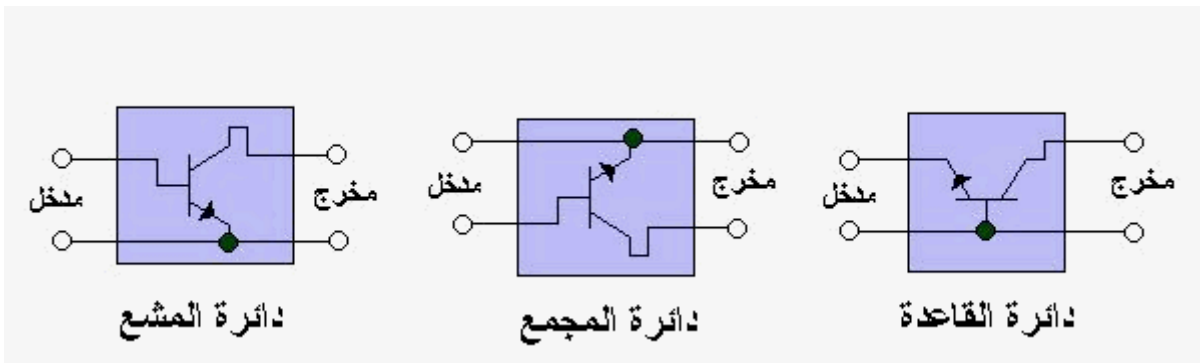 مدخل
مخرج
دائرة المشع
مدخل
مخرج
دائرة المجمع
مدخل
مخرج
دائرة القاعدة